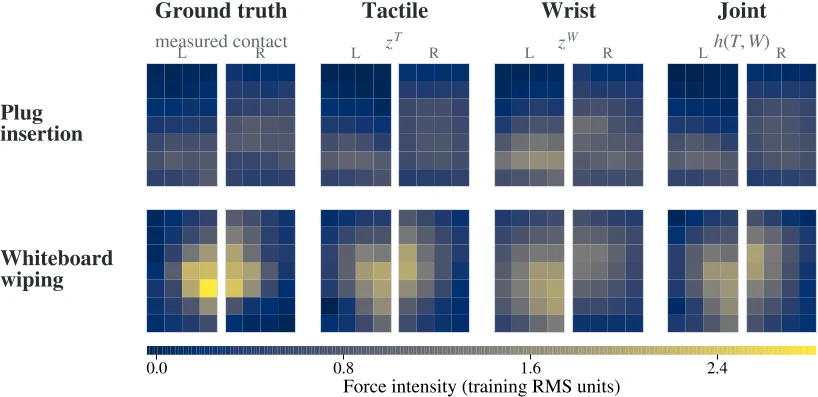 Ground truth Tactile Wrist Joint
measured contact z^T z^W h(T, W)
L R L R L R L R
Plug
insertion
Whiteboard
wiping
0.0 0.8 1.6 2.4
Force intensity (training RMS units)